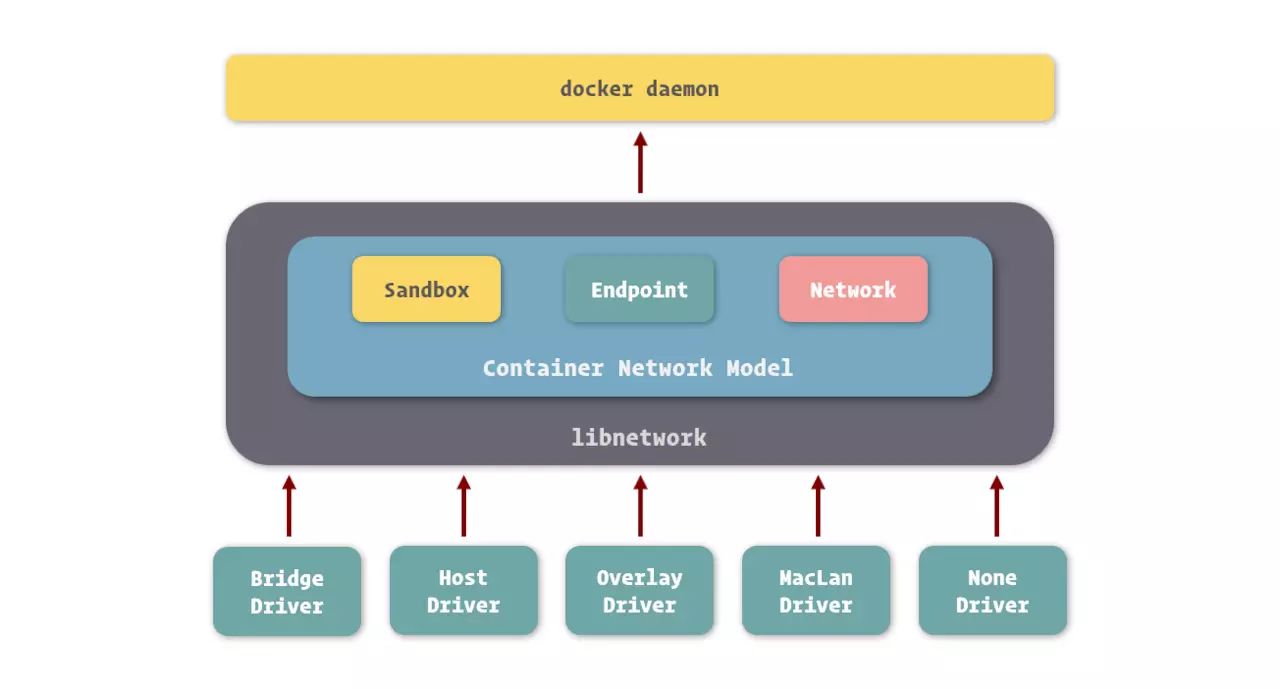 docker daemon
Sandbox
Endpoint
Network
Container Network Model
libnetwork
Bridge
Driver
Host
Driver
Overlay
Driver
MacLan
Driver
None
Driver